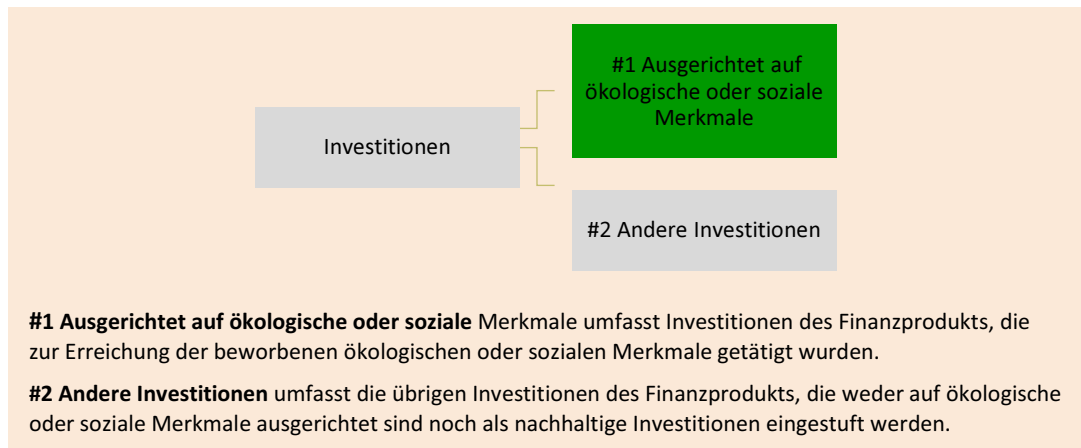 #1 Ausgerichtet auf
ökologische oder soziale
Merkmale
Investitionen
#2 Andere Investitionen
#1 Ausgerichtet auf ökologische oder soziale Merkmale umfasst Investitionen des Finanzprodukts, die
zur Erreichung der beworbenen ökologischen oder sozialen Merkmale getätigt wurden.
#2 Andere Investitionen umfasst die übrigen Investitionen des Finanzprodukts, die weder auf ökologische
oder soziale Merkmale ausgerichtet sind noch als nachhaltige Investitionen eingestuft werden.